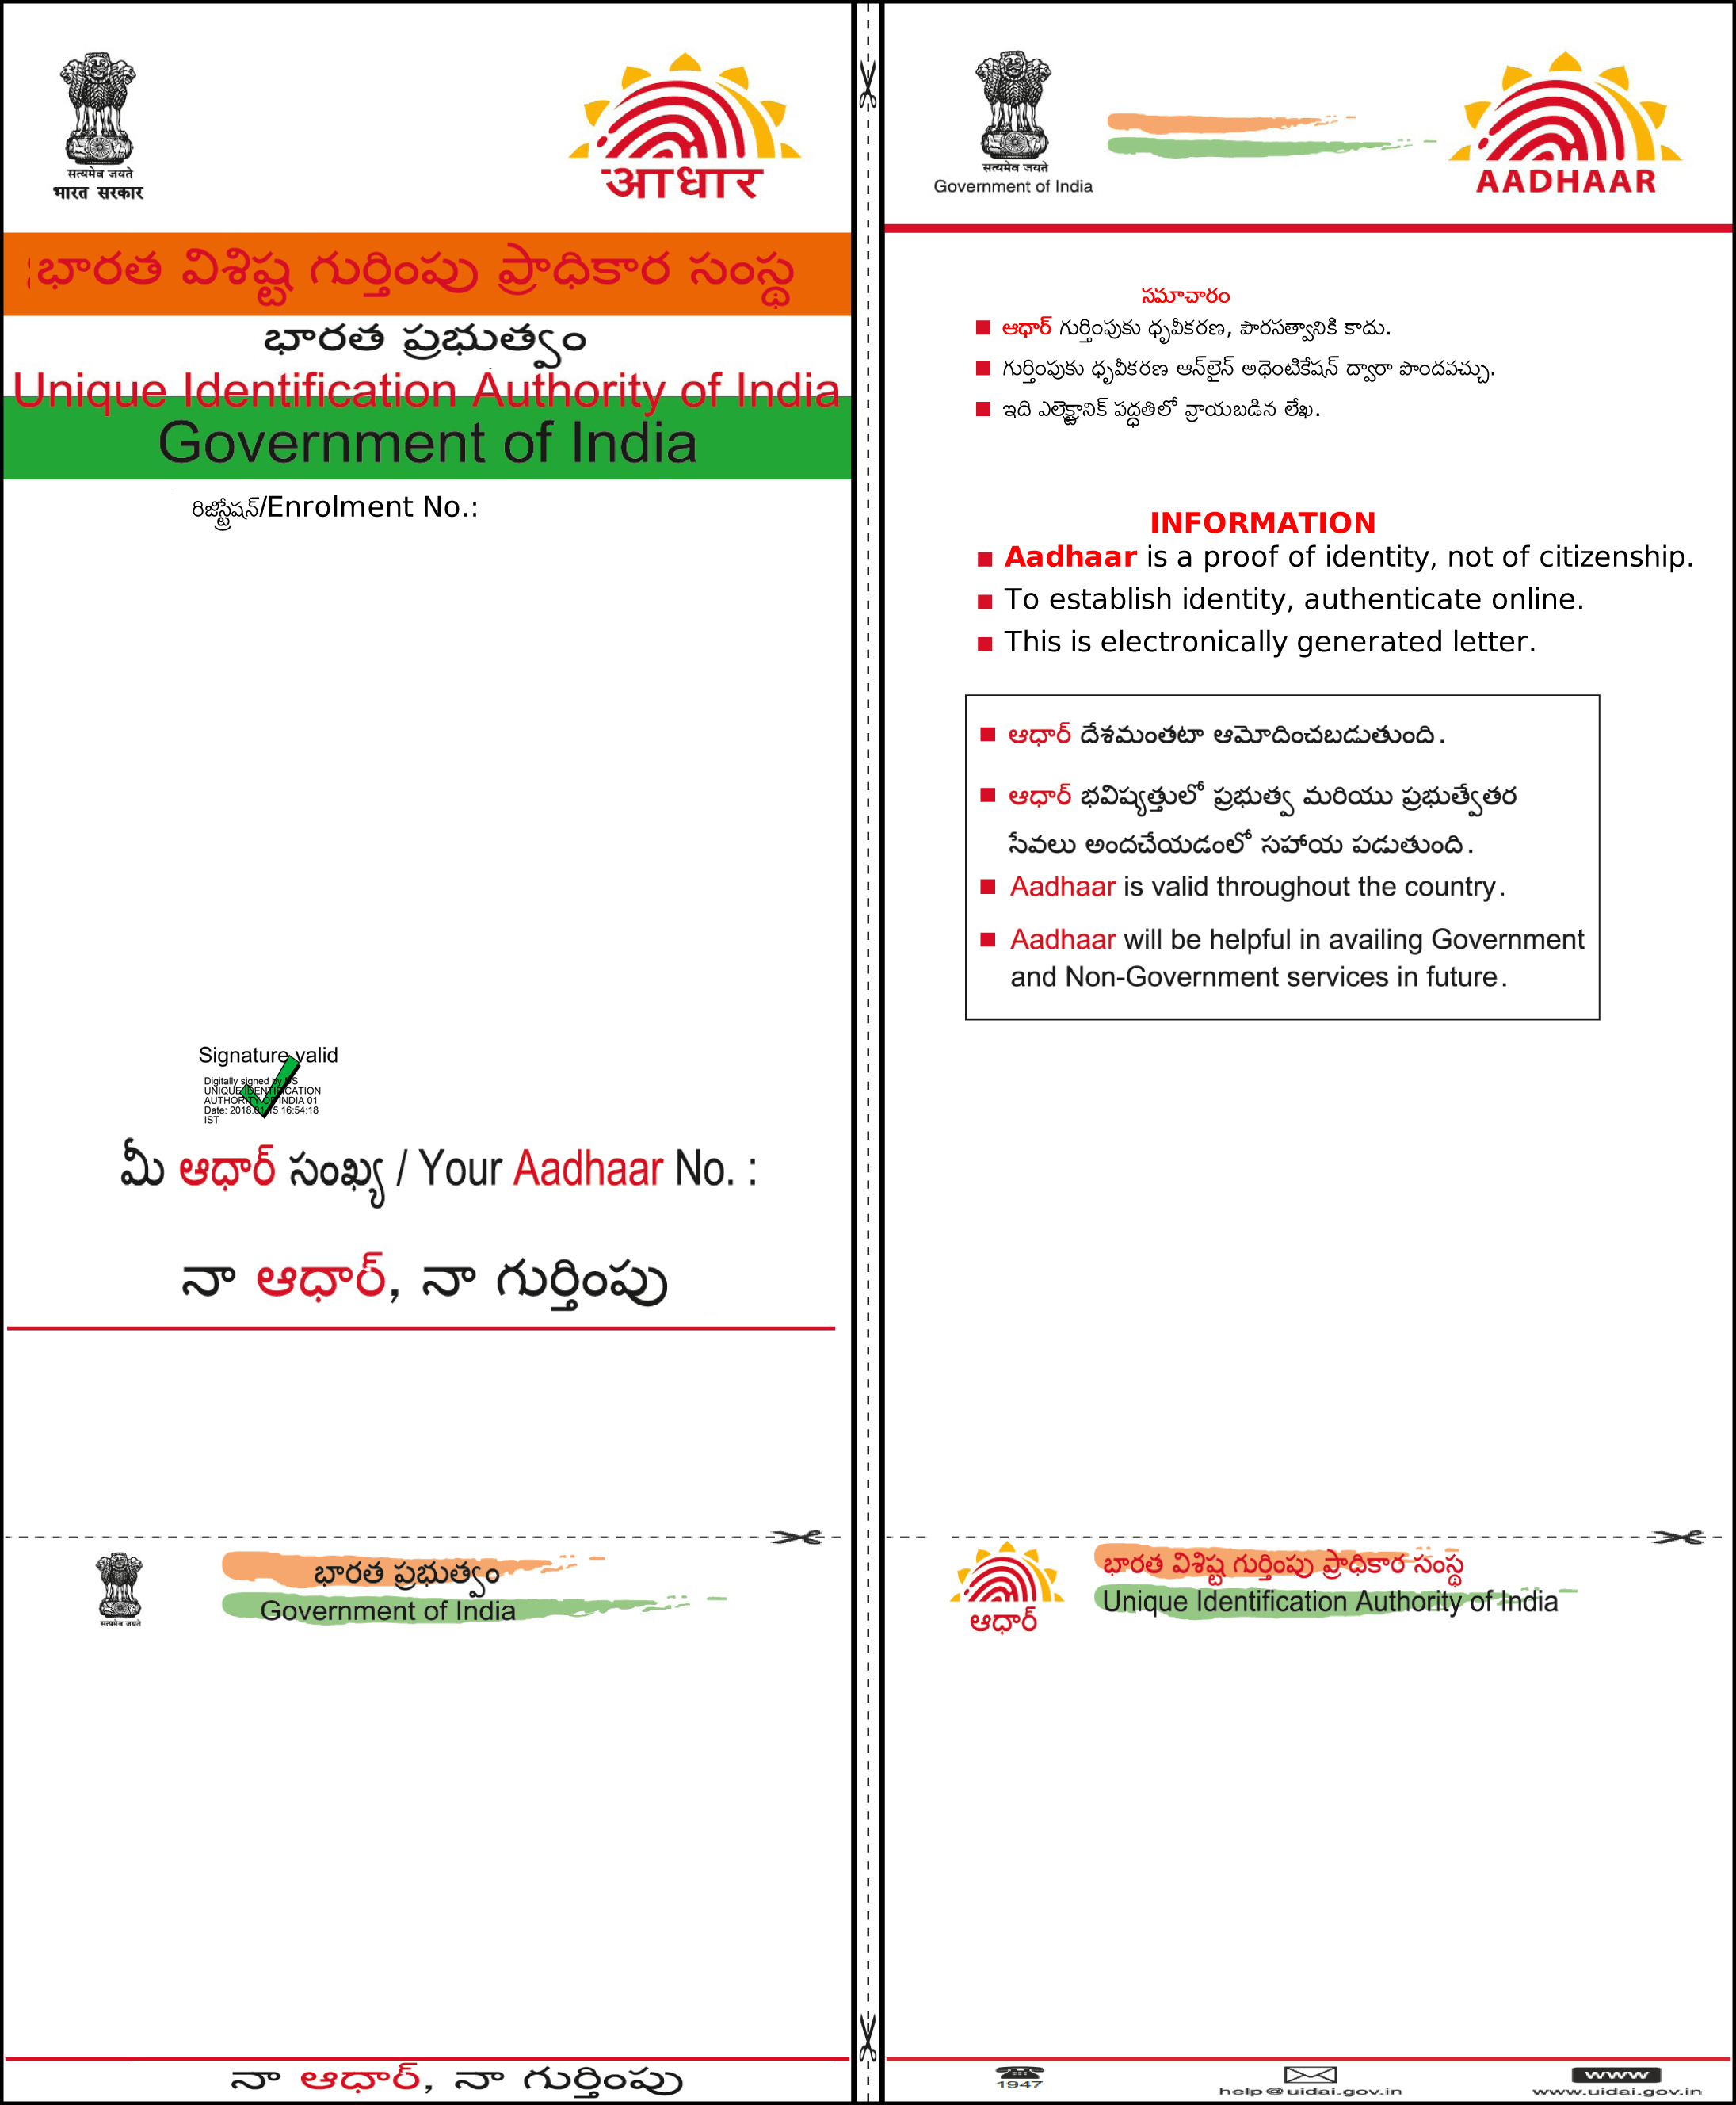 सत्यमेव जयते
भारत सरकार
आधार
భారత విశిష్ట గుర్తింపు ప్రాధికార సంస్థ
భారత ప్రభుత్వం
Unique Identification Authority of India
Government of India
రిజిస్ట్రేషన్/Enrolment No.:
Signature valid
Digitally signed by DS
UNIQUE IDENTIFICATION
AUTHORITY OF INDIA 01
Date: 2018.01.15 16:54:18
IST
మీ ఆధార్ సంఖ్య / Your Aadhaar No. :
నా ఆధార్, నా గుర్తింపు
सत्यमेव जयते
భారత ప్రభుత్వం
Government of India
నా ఆధార్, నా గుర్తింపు
सत्यमेव जयते
Government of India
AADHAAR
సమాచారం
ఆధార్ గుర్తింపుకు ధృవీకరణ, పౌరసత్వానికి కాదు.
గుర్తింపుకు ధృవీకరణ ఆన్‌లైన్ అథెంటికేషన్ ద్వారా పొందవచ్చు.
ఇది ఎలెక్ట్రానిక్ పద్ధతిలో వ్రాయబడిన లేఖ.
INFORMATION
Aadhaar is a proof of identity, not of citizenship.
To establish identity, authenticate online.
This is electronically generated letter.
ఆధార్ దేశమంతటా ఆమోదించబడుతుంది.
ఆధార్ భవిష్యత్తులో ప్రభుత్వ మరియు ప్రభుత్వేతర
సేవలు అందచేయడంలో సహాయ పడుతుంది.
Aadhaar is valid throughout the country.
Aadhaar will be helpful in availing Government
and Non-Government services in future.
ఆధార్
భారత విశిష్ట గుర్తింపు ప్రాధికార సంస్థ
Unique Identification Authority of India
1947
help@uidai.gov.in
www
www.uidai.gov.in